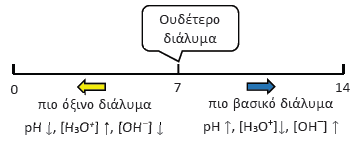 Ουδέτερο
διάλυμα
0 7 14
πιο όξινο διάλυμα πιο βασικό διάλυμα
pH ↓, [H₃O⁺] ↑, [OH⁻] ↓ pH ↑, [H₃O⁺]↓, [OH⁻] ↑